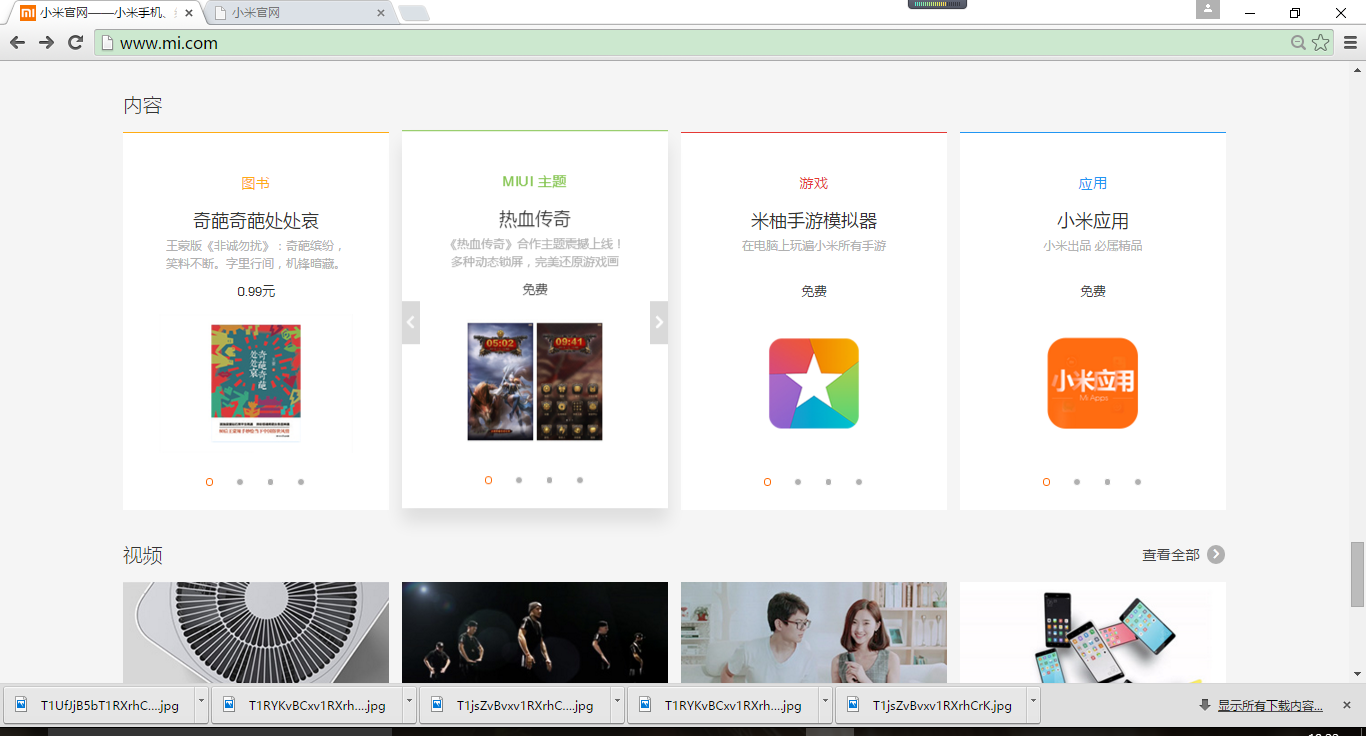 小米官网——小米手机、
小米官网
www.mi.com
内容
图书
奇葩奇葩处处哀
王蒙版《非诚勿扰》：奇葩缤纷，
笑料不断。字里行间，机锋暗藏。
0.99元
奇葩奇葩
处处哀
MIUI 主题
热血传奇
《热血传奇》合作主题震撼上线！
多种动态锁屏，完美还原游戏画
免费
05:02
09:41
游戏
米柚手游模拟器
在电脑上玩遍小米所有手游
免费
应用
小米应用
小米出品 必属精品
免费
小米应用
Mi Apps
视频
查看全部
T1UfJjB5bT1RXrhC....jpg
T1RYKvBCxv1RXrh....jpg
T1jsZvBvxv1RXrhC....jpg
T1RYKvBCxv1RXrh....jpg
T1jsZvBvxv1RXrhCrK.jpg
显示所有下载内容...